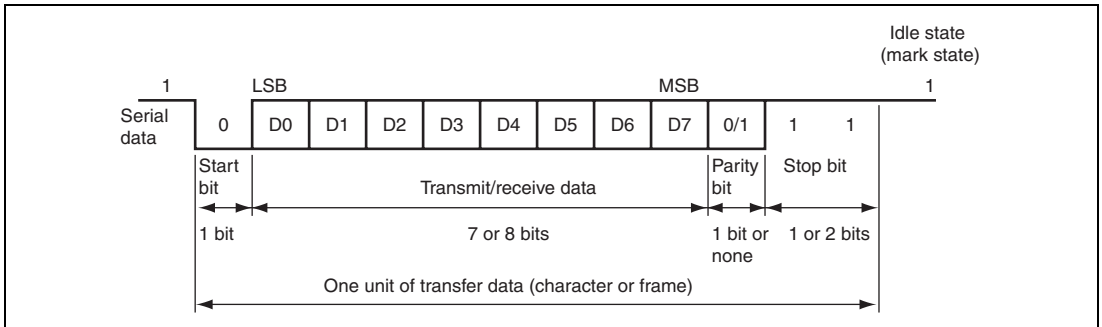 Idle state
(mark state)
1 LSB MSB 1
Serial
data
0 D0 D1 D2 D3 D4 D5 D6 D7 0/1 1 1
Start
bit
Transmit/receive data
Parity
bit
Stop bit
1 bit
7 or 8 bits
1 bit or
none
1 or 2 bits
One unit of transfer data (character or frame)